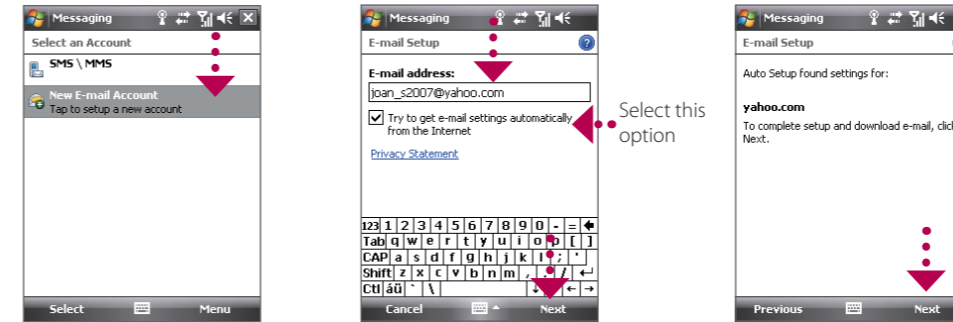 Messaging
Select an Account
SMS \ MMS
New E-mail Account
Tap to setup a new account
Select Menu
Messaging
E-mail Setup
E-mail address:
joan_s2007@yahoo.com
Try to get e-mail settings automatically
from the Internet
Privacy Statement
123 1 2 3 4 5 6 7 8 9 0 - =
Tab q w e r t y u i o p [ ]
CAP a s d f g h j k l ; '
Shift z x c v b n m , . /
Ctl áü ` \
Cancel Next
Select this
option
Messaging
E-mail Setup
Auto Setup found settings for:
yahoo.com
To complete setup and download e-mail, click
Next.
Previous Next